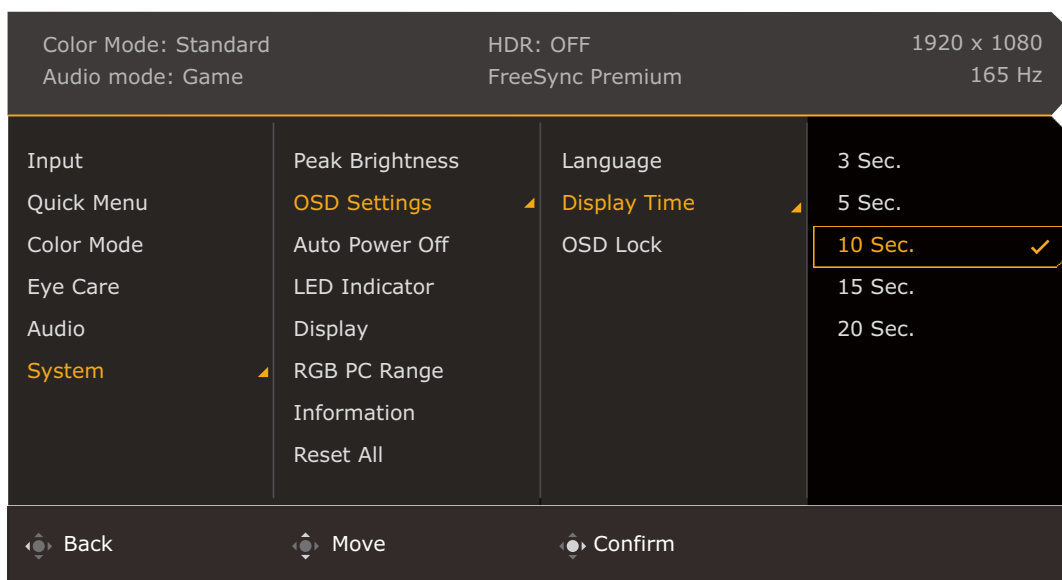 Color Mode: Standard
Audio mode: Game
HDR: OFF
FreeSync Premium
1920 x 1080
165 Hz
Input
Quick Menu
Color Mode
Eye Care
Audio
System
Peak Brightness
OSD Settings
Auto Power Off
LED Indicator
Display
RGB PC Range
Information
Reset All
Language
Display Time
OSD Lock
3 Sec.
5 Sec.
10 Sec.
15 Sec.
20 Sec.
Back
Move
Confirm